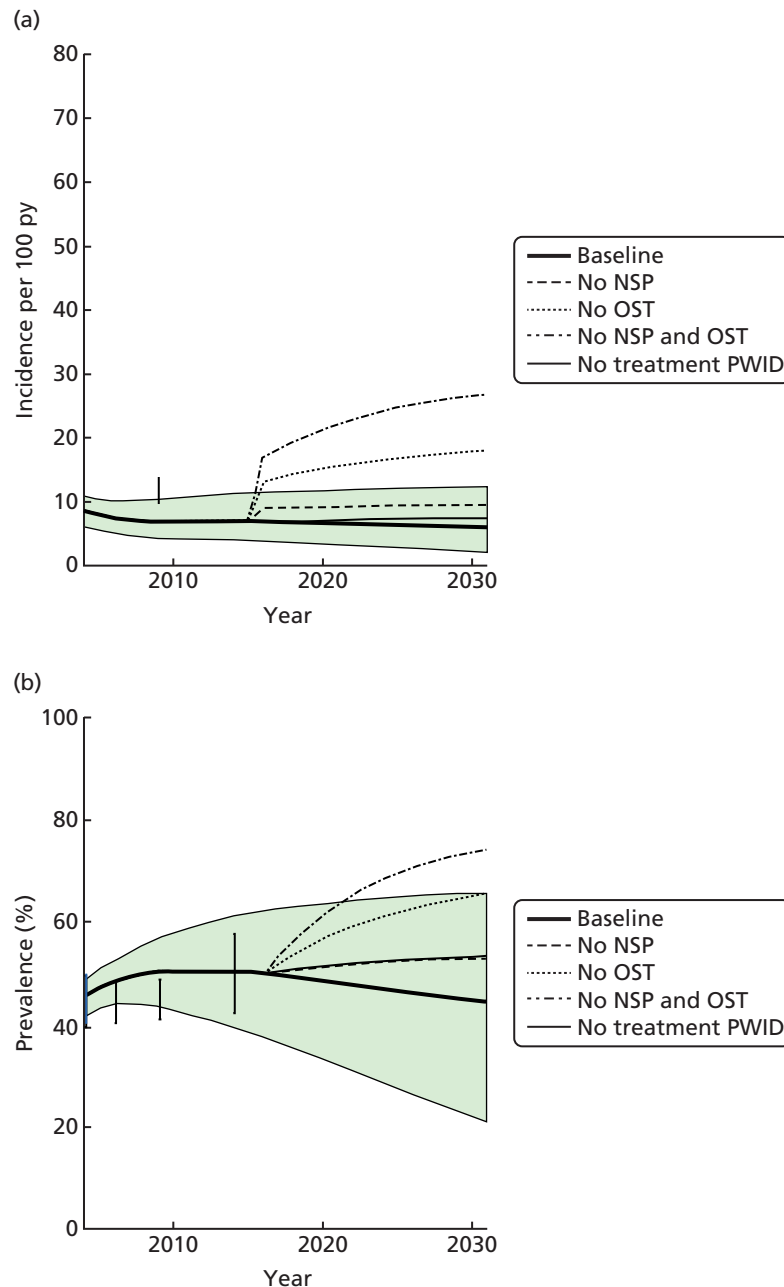 (a)
80
70
60
50
40
30
20
10
0
Incidence per 100 py
2010
2020
2030
Year
Baseline
No NSP
No OST
No NSP and OST
No treatment PWID
(b)
100
80
60
40
20
0
Prevalence (%)
2010
2020
2030
Year
Baseline
No NSP
No OST
No NSP and OST
No treatment PWID